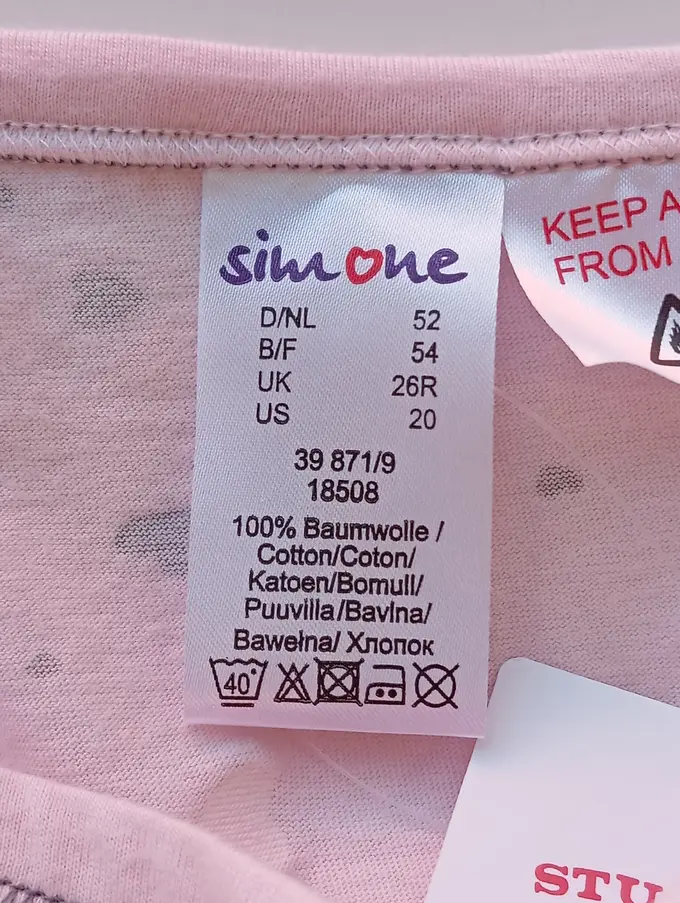 simone
D/NL 52
B/F 54
UK 26R
US 20
39 871/9
18508
100% Baumwolle /
Cotton/Coton/
Katoen/Bomull/
Puuvilla/Bavlna/
Bawełna/ Хлопок
40°
KEEP A
FROM
STU